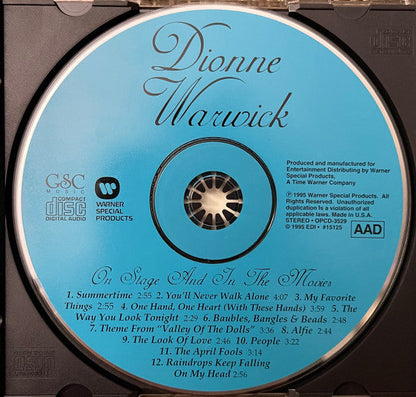 Dionne
Warwick
GSC
MUSIC
COMPACT
disc
DIGITAL AUDIO
WARNER
SPECIAL
PRODUCTS
Produced and manufactured for
Entertainment Distributing by Warner
Special Products,
A Time Warner Company
℗ 1995 Warner Special Products. All
Rights Reserved. Unauthorized
duplication is a violation of
applicable laws. Made in U.S.A.
STEREO • OPCD-3529
© 1995 EDI • #15125
AAD
On Stage And In The Movies
1. Summertime 2:55 2. You'll Never Walk Alone 4:07 3. My Favorite
Things 2:55 4. One Hand, One Heart (With These Hands) 3:59 5. The
Way You Look Tonight 2:29 6. Baubles, Bangles & Beads 2:48
7. Theme From "Valley Of The Dolls" 3:36 8. Alfie 2:44
9. The Look Of Love 2:46 10. People 3:22
11. The April Fools 3:14
12. Raindrops Keep Falling
On My Head 2:56